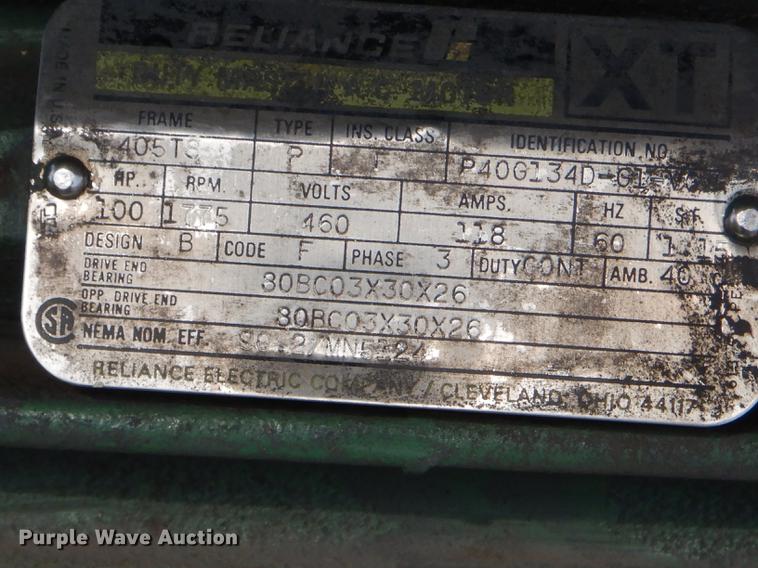 RELIANCE
XT
FRAME TYPE INS. CLASS IDENTIFICATION NO.
405TS P F
HP. RPM. VOLTS AMPS. HZ S.F.
100 460 118 60 1.15
DESIGN B CODE F PHASE 3 DUTY CONT AMB. 40
DRIVE END
BEARING 80BC03X30X26
OPP. DRIVE END
BEARING 80BC03X30X26
NEMA NOM. EFF.
RELIANCE ELECTRIC COMPANY / CLEVELAND, OHIO 44117
Purple Wave Auction